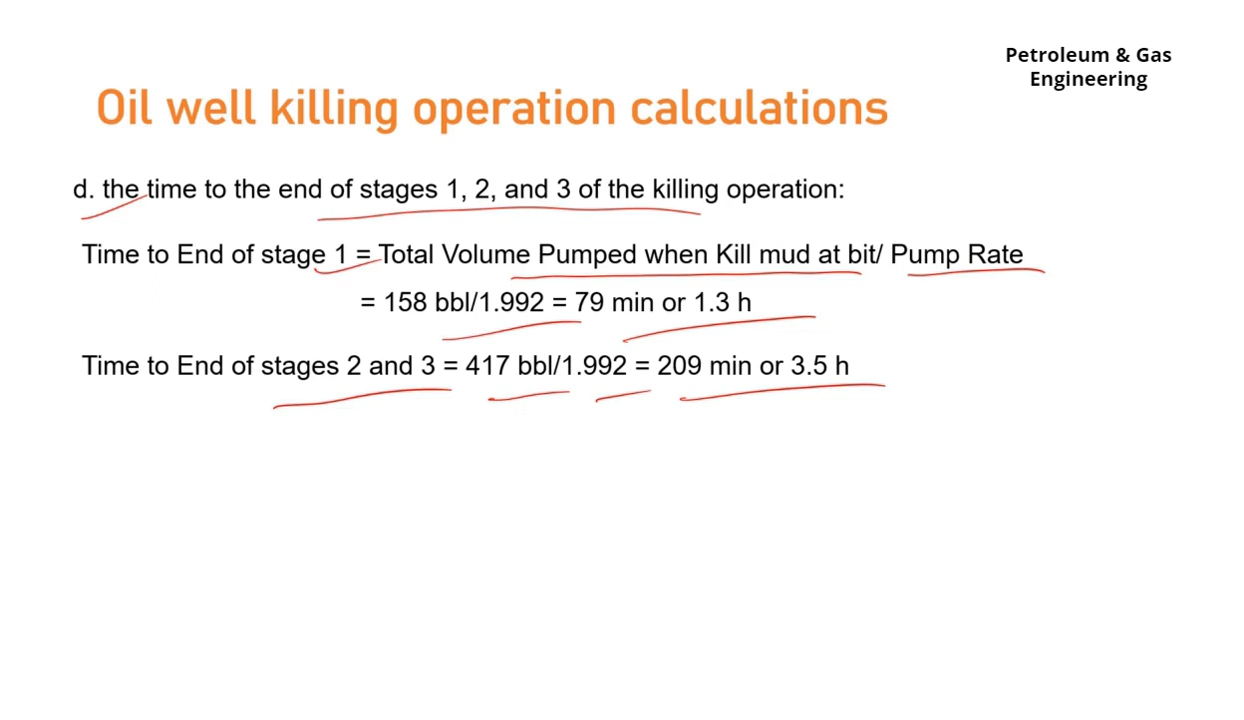 Petroleum & Gas
Engineering
Oil well killing operation calculations
d. the time to the end of stages 1, 2, and 3 of the killing operation:
Time to End of stage 1 = Total Volume Pumped when Kill mud at bit/ Pump Rate
= 158 bbl/1.992 = 79 min or 1.3 h
Time to End of stages 2 and 3 = 417 bbl/1.992 = 209 min or 3.5 h